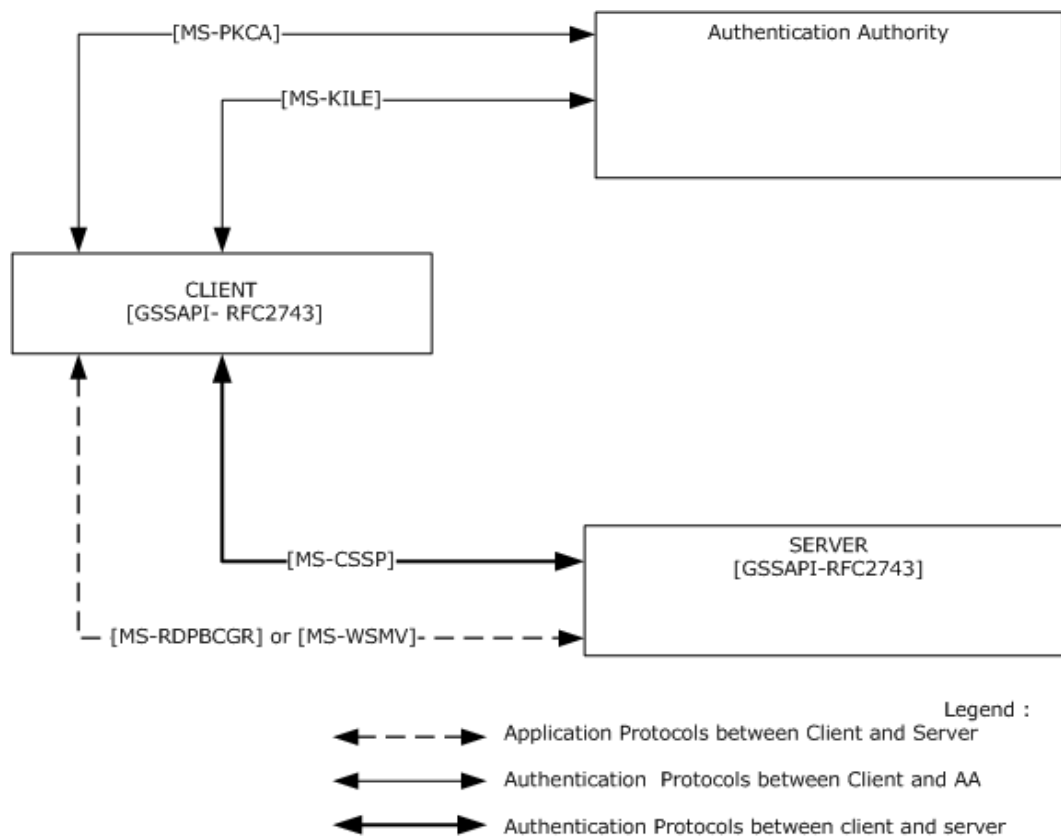 [MS-PKCA]
Authentication Authority
[MS-KILE]
CLIENT
[GSSAPI- RFC2743]
[MS-CSSP]
SERVER
[GSSAPI-RFC2743]
[MS-RDPBCGR] or [MS-WSMV]
Legend :
Application Protocols between Client and Server
Authentication Protocols between Client and AA
Authentication Protocols between client and server